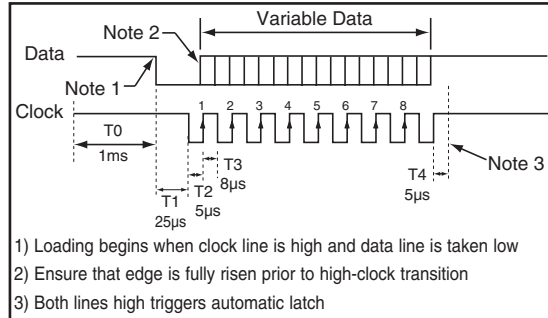 Variable Data
Note 2
Data
Note 1
Clock
1 2 3 4 5 6 7 8
T0
1ms
T3
8µs
Note 3
T2
5µs
T4
5µs
T1
25µs
1) Loading begins when clock line is high and data line is taken low
2) Ensure that edge is fully risen prior to high-clock transition
3) Both lines high triggers automatic latch